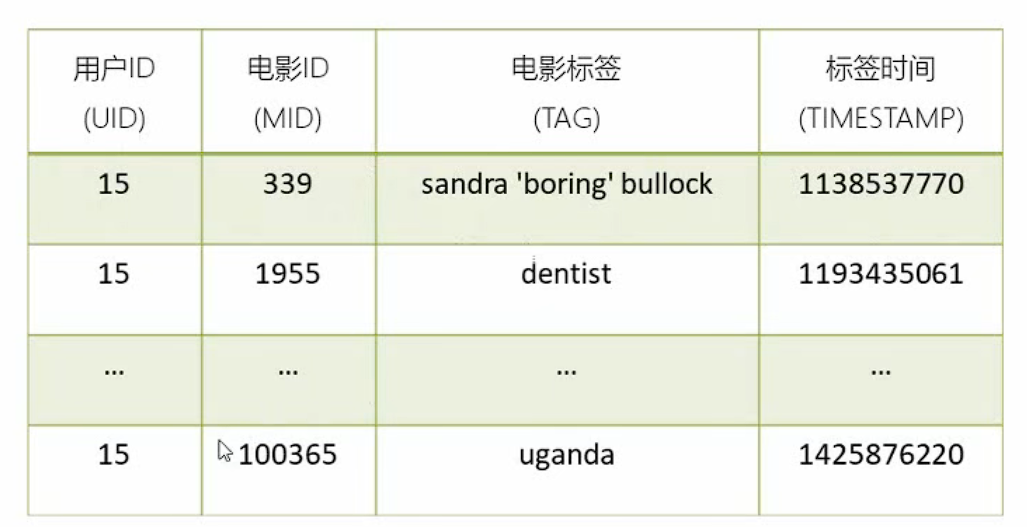 用户ID 电影ID 电影标签 标签时间
(UID) (MID) (TAG) (TIMESTAMP)
15 339 sandra 'boring' bullock 1138537770
15 1955 dentist 1193435061
... ... ... ...
15 100365 uganda 1425876220